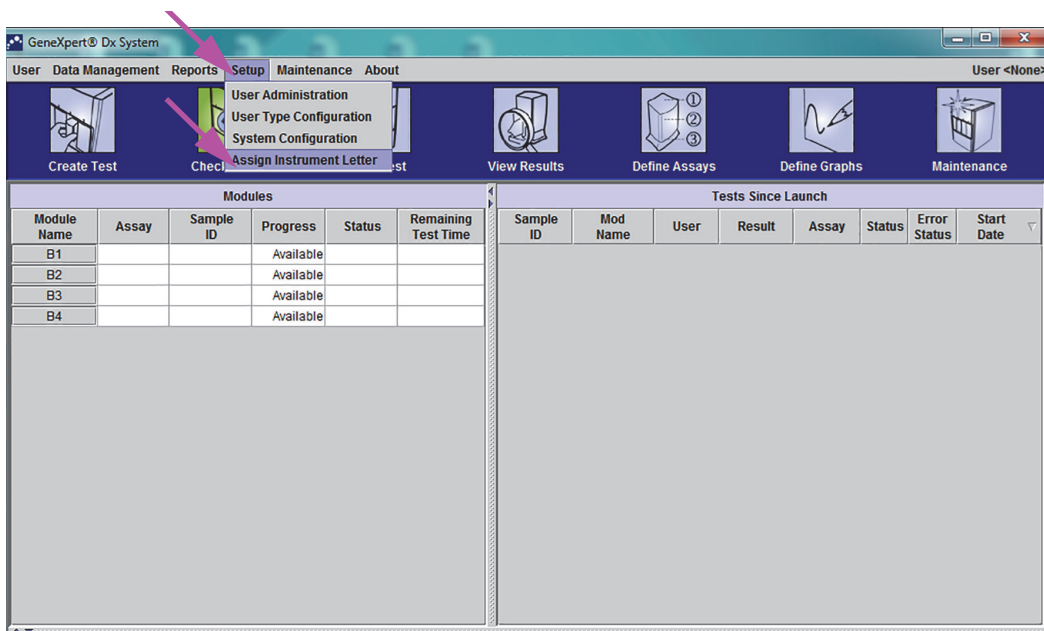 GeneXpert® Dx System
User Data Management Reports Setup Maintenance About User <None>
User Administration
User Type Configuration
System Configuration
Assign Instrument Letter
Create Test View Results Define Assays Define Graphs Maintenance
Modules
Module Name Assay Sample ID Progress Status Remaining Test Time
B1 Available
B2 Available
B3 Available
B4 Available
Tests Since Launch
Sample ID Mod Name User Result Assay Status Error Status Start Date